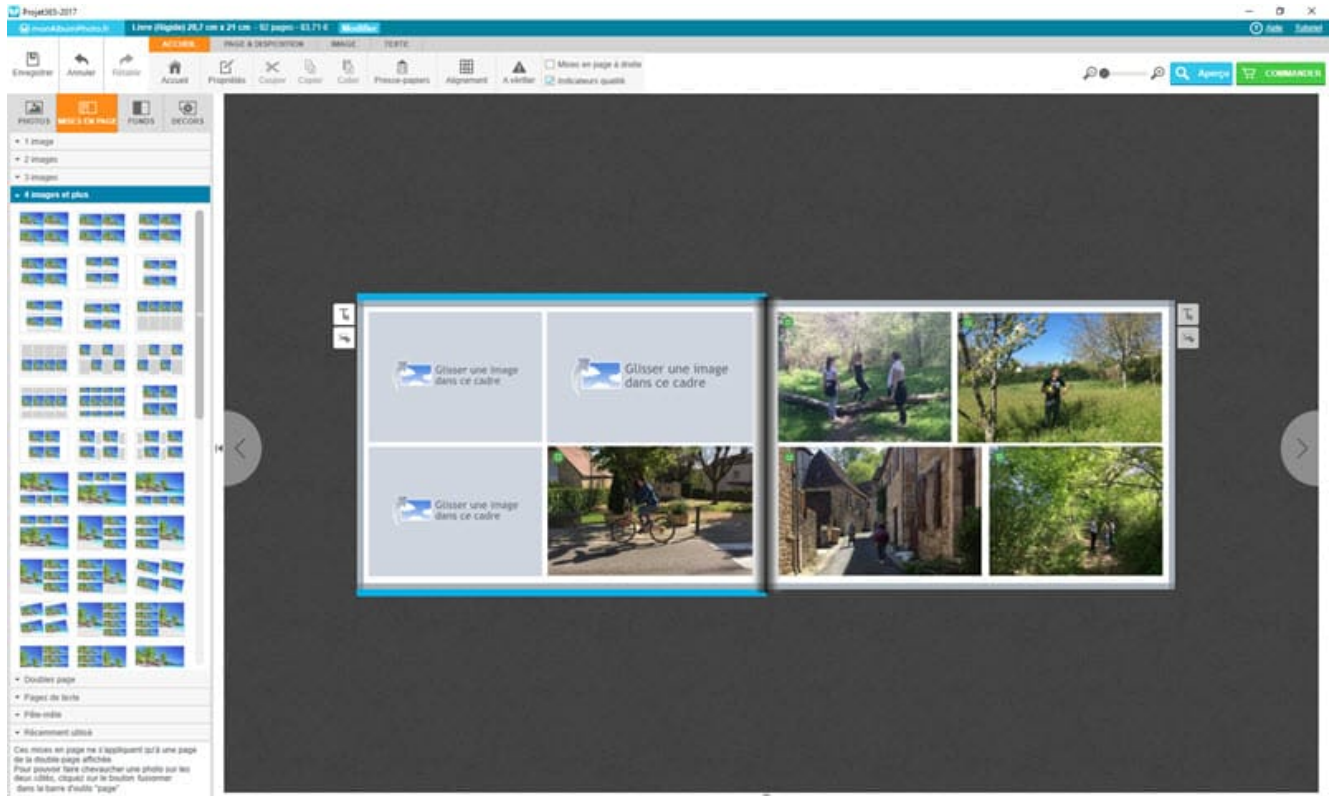 Projet365-2017
monAlbumPhoto.fr Livre (Rigide) 28,7 cm x 21 cm - 92 pages - 83,71 € Modifier Aide Tutoriel
ACCUEIL PAGE & DISPOSITION IMAGE TEXTE
Enregistrer Annuler Rétablir Accueil Propriétés Couper Copier Coller Presse-papiers Alignement A vérifier
Mises en page à droite
Indicateurs qualité
Aperçu COMMANDER
PHOTOS MISES EN PAGE FONDS DECORS
1 image
2 images
3 images
4 images et plus
Glisser une image
dans ce cadre
Glisser une image
dans ce cadre
Glisser une image
dans ce cadre
Doubles page
Pages de texte
Pêle-mêle
Récemment utilisé
Ces mises en page ne s'appliquent qu'à une page
de la double page affichée.
Pour pouvoir faire chevaucher une photo sur les
deux côtés, cliquez sur le bouton fusionner
dans la barre d'outils "page"